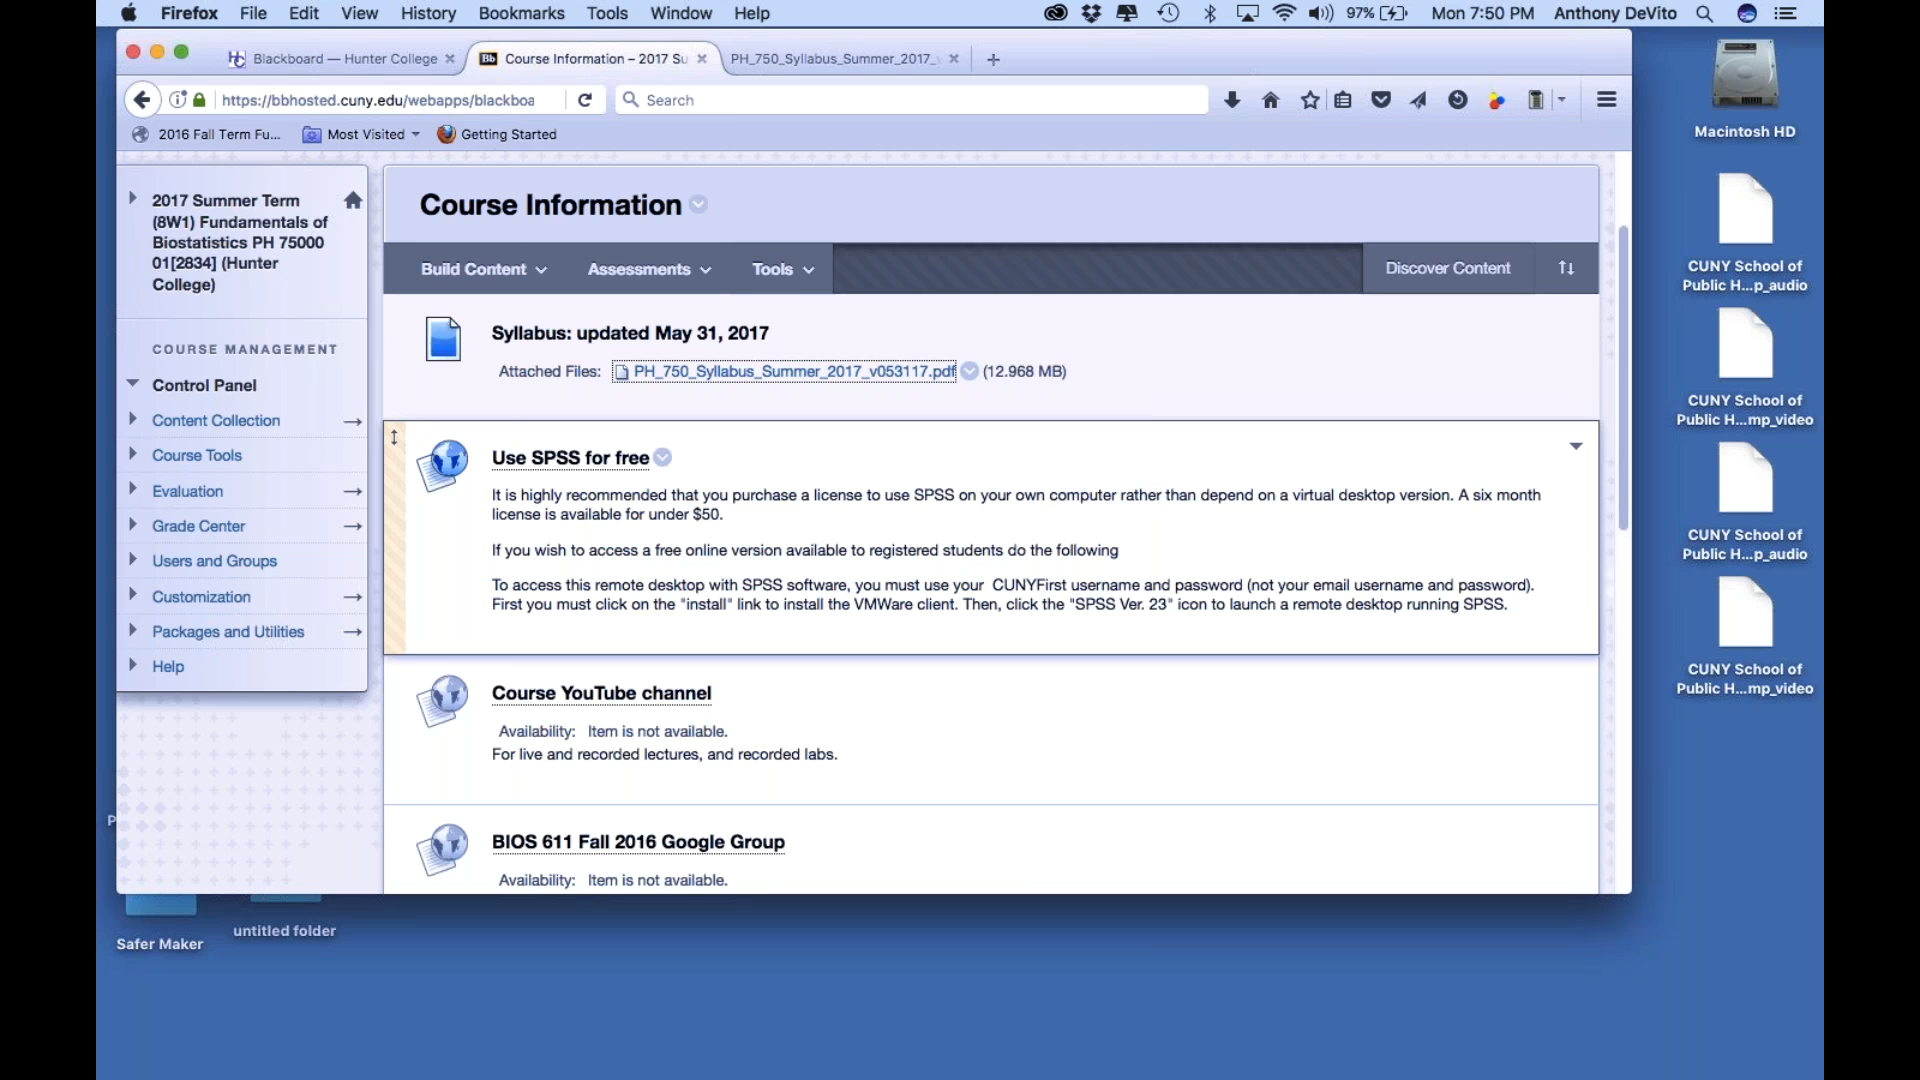 Firefox File Edit View History Bookmarks Tools Window Help 97% Mon 7:50 PM Anthony DeVito
Blackboard — Hunter College
Bb Course Information – 2017 Su
PH_750_Syllabus_Summer_2017_
https://bbhosted.cuny.edu/webapps/blackboa
Search
2016 Fall Term Fu... Most Visited Getting Started
2017 Summer Term
(8W1) Fundamentals of
Biostatistics PH 75000
01[2834] (Hunter
College)
COURSE MANAGEMENT
Control Panel
Content Collection
Course Tools
Evaluation
Grade Center
Users and Groups
Customization
Packages and Utilities
Help
Course Information
Build Content Assessments Tools Discover Content
Syllabus: updated May 31, 2017
Attached Files: PH_750_Syllabus_Summer_2017_v053117.pdf (12.968 MB)
Use SPSS for free
It is highly recommended that you purchase a license to use SPSS on your own computer rather than depend on a virtual desktop version. A six month
license is available for under $50.
If you wish to access a free online version available to registered students do the following
To access this remote desktop with SPSS software, you must use your CUNYFirst username and password (not your email username and password).
First you must click on the "install" link to install the VMWare client. Then, click the "SPSS Ver. 23" icon to launch a remote desktop running SPSS.
Course YouTube channel
Availability: Item is not available.
For live and recorded lectures, and recorded labs.
BIOS 611 Fall 2016 Google Group
Availability: Item is not available.
Macintosh HD
CUNY School of
Public H...p_audio
CUNY School of
Public H...mp_video
CUNY School of
Public H...p_audio
CUNY School of
Public H...mp_video
P
Safer Maker
untitled folder